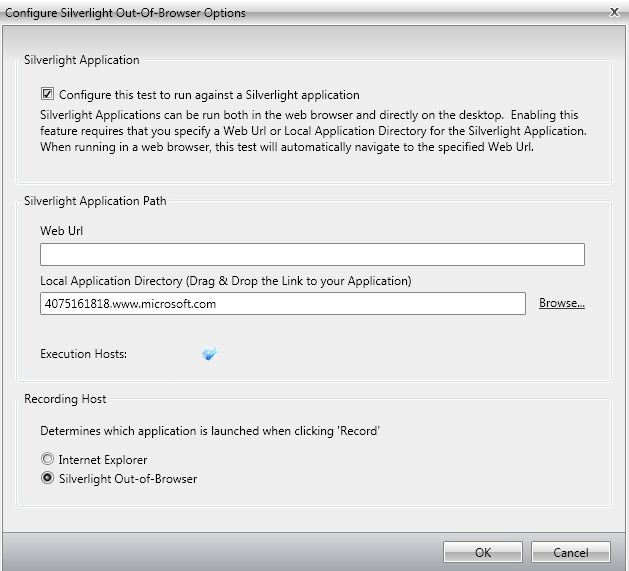 Configure Silverlight Out-Of-Browser Options
Silverlight Application
Configure this test to run against a Silverlight application
Silverlight Applications can be run both in the web browser and directly on the desktop.  Enabling this
feature requires that you specify a Web Url or Local Application Directory for the Silverlight Application.
When running in a web browser, this test will automatically navigate to the specified Web Url.
Silverlight Application Path
Web Url
Local Application Directory (Drag & Drop the Link to your Application)
4075161818.www.microsoft.com
Browse...
Execution Hosts:
Recording Host
Determines which application is launched when clicking 'Record'
Internet Explorer
Silverlight Out-of-Browser
OK
Cancel